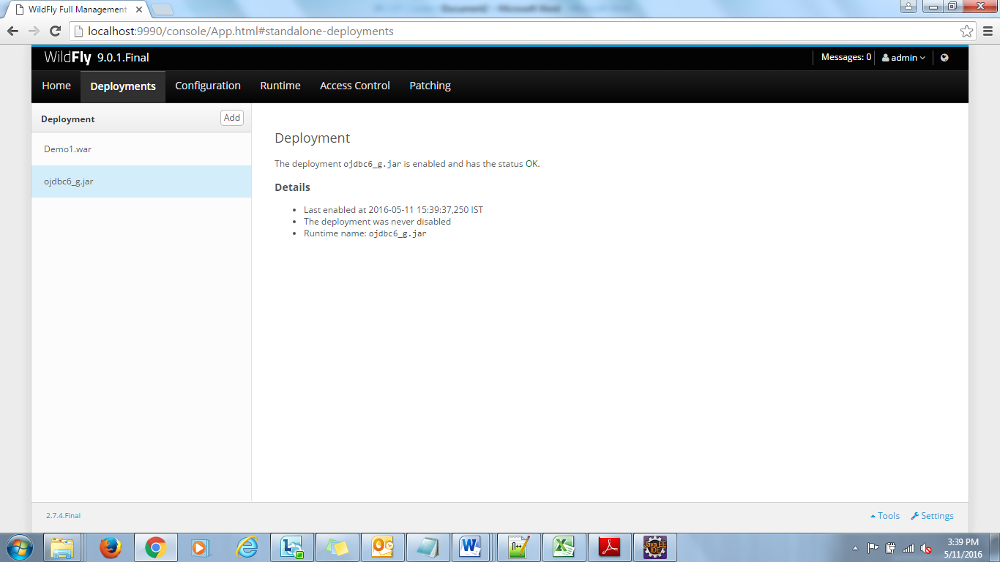 WildFly Full Management
localhost:9990/console/App.html#standalone-deployments
WildFly 9.0.1.Final
Messages: 0
admin
Home
Deployments
Configuration
Runtime
Access Control
Patching
Deployment
Add
Demo1.war
ojdbc6_g.jar
Deployment
The deployment ojdbc6_g.jar is enabled and has the status OK.
Details
Last enabled at 2016-05-11 15:39:37,250 IST
The deployment was never disabled
Runtime name: ojdbc6_g.jar
2.7.4.Final
Tools
Settings
Java EE
IDE
3:39 PM
5/11/2016